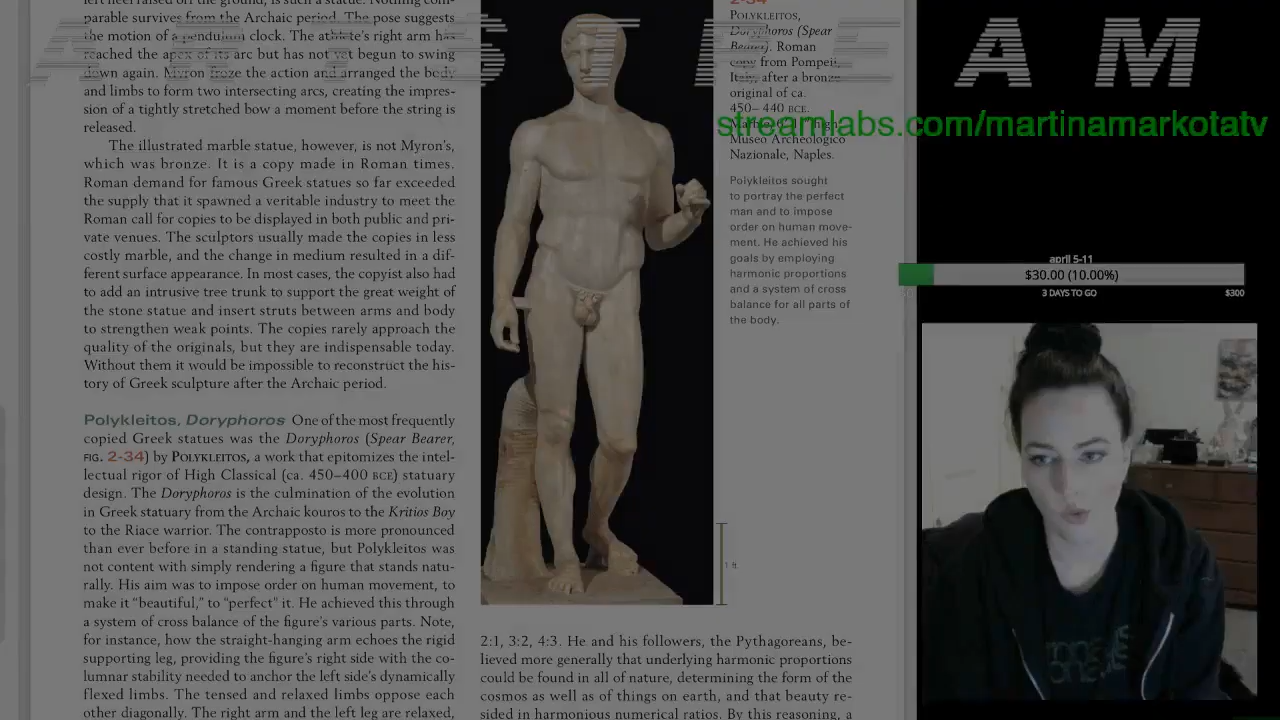 left heel raised off the ground, is such a statue. Nothing com-
parable survives from the Archaic period. The pose suggests
the motion of a pendulum clock. The athlete's right arm has
reached the apex of its arc but has not yet begun to swing
down again. Myron froze the action and arranged the body
and limbs to form two intersecting arcs, creating the impres-
sion of a tightly stretched bow a moment before the string is
released.
The illustrated marble statue, however, is not Myron's,
which was bronze. It is a copy made in Roman times.
Roman demand for famous Greek statues so far exceeded
the supply that it spawned a veritable industry to meet the
Roman call for copies to be displayed in both public and pri-
vate venues. The sculptors usually made the copies in less
costly marble, and the change in medium resulted in a dif-
ferent surface appearance. In most cases, the copyist also had
to add an intrusive tree trunk to support the great weight of
the stone statue and insert struts between arms and body
to strengthen weak points. The copies rarely approach the
quality of the originals, but they are indispensable today.
Without them it would be impossible to reconstruct the his-
tory of Greek sculpture after the Archaic period.
Polykleitos, Doryphoros One of the most frequently
copied Greek statues was the Doryphoros (Spear Bearer,
FIG. 2-34) by POLYKLEITOS, a work that epitomizes the intel-
lectual rigor of High Classical (ca. 450–400 BCE) statuary
design. The Doryphoros is the culmination of the evolution
in Greek statuary from the Archaic kouros to the Kritios Boy
to the Riace warrior. The contrapposto is more pronounced
than ever before in a standing statue, but Polykleitos was
not content with simply rendering a figure that stands natu-
rally. His aim was to impose order on human movement, to
make it "beautiful," to "perfect" it. He achieved this through
a system of cross balance of the figure's various parts. Note,
for instance, how the straight-hanging arm echoes the rigid
supporting leg, providing the figure's right side with the co-
lumnar stability needed to anchor the left side's dynamically
flexed limbs. The tensed and relaxed limbs oppose each
other diagonally. The right arm and the left leg are relaxed,
2-34
POLYKLEITOS,
Doryphoros (Spear
Bearer). Roman
copy from Pompeii,
Italy, after a bronze
original of ca.
450–440 BCE.
Marble, high.
Museo Archeologico
Nazionale, Naples.
Polykleitos sought
to portray the perfect
man and to impose
order on human move-
ment. He achieved his
goals by employing
harmonic proportions
and a system of cross
balance for all parts of
the body.
1 ft.
2:1, 3:2, 4:3. He and his followers, the Pythagoreans, be-
lieved more generally that underlying harmonic proportions
could be found in all of nature, determining the form of the
cosmos as well as of things on earth, and that beauty re-
sided in harmonious numerical ratios. By this reasoning, a
A M
streamlabs.com/martinamarkotatv
april 5-11
$30.00 (10.00%)
3 DAYS TO GO
$300